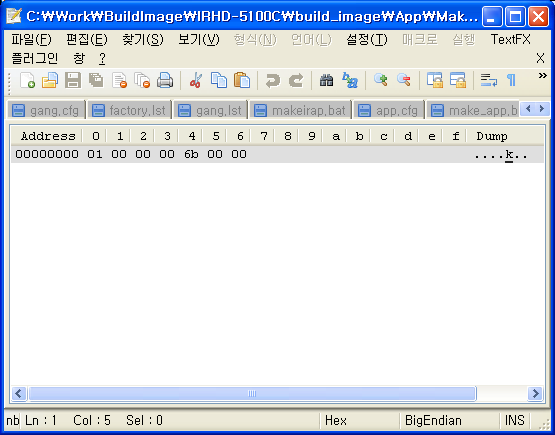 C:₩Work₩BuildImage₩IRHD-5100C₩build_image₩App₩Mak...
파일(F) 편집(E) 찾기(S) 보기(V) 형식(N) 언어(L) 설정(T) 매크로 실행 TextFX
플러그인 창 ? X
gang,cfg factory,lst gang,lst makeirap,bat app,cfg make_app,b
Address 0 1 2 3 4 5 6 7 8 9 a b c d e f Dump
00000000 01 00 00 00 6b 00 00 ....k..
nb Ln : 1 Col : 5 Sel : 0 Hex BigEndian INS